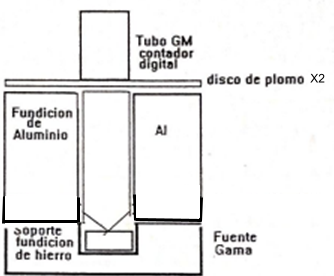 Tubo GM
contador
digital
disco de plomo X2
Fundicion
de
Aluminio
Al
Soporte
fundicion
de hierro
Fuente
Gama